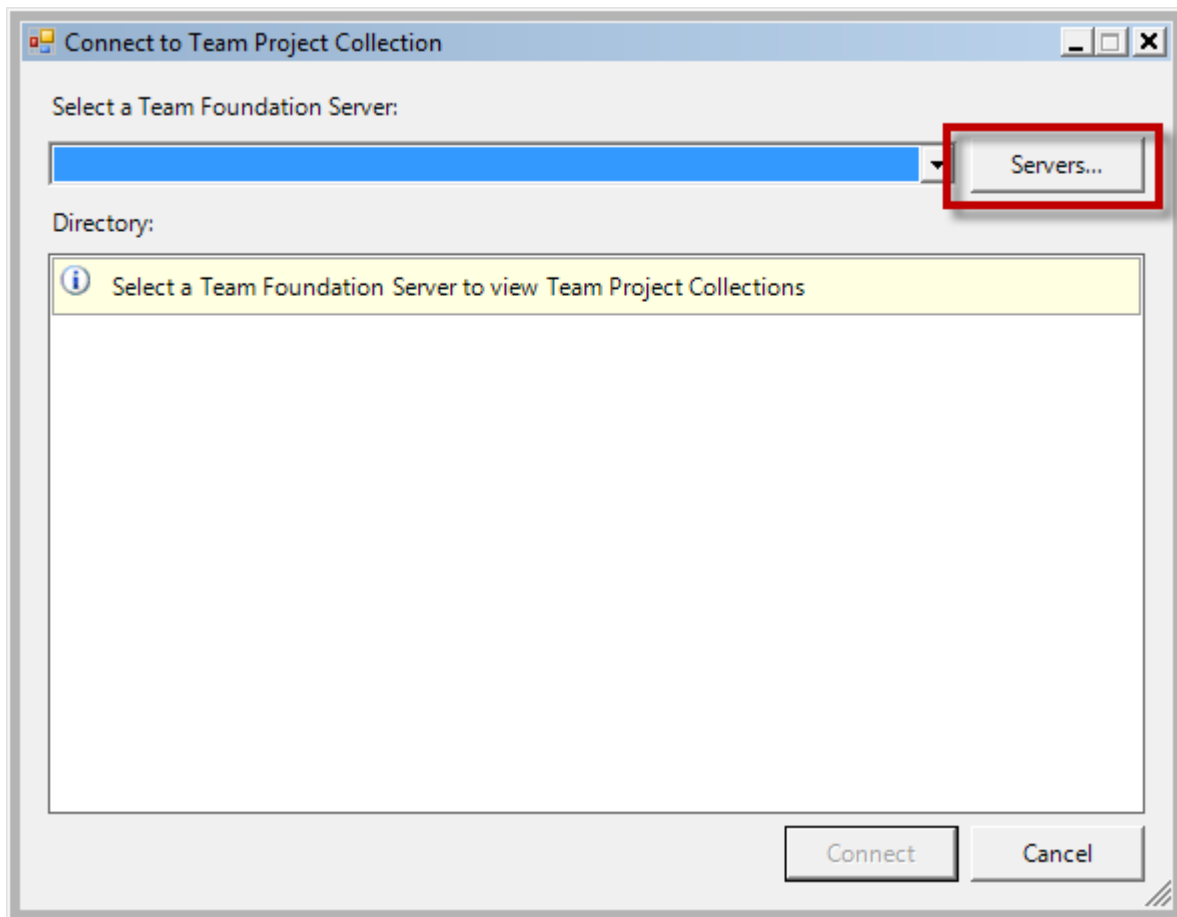 Connect to Team Project Collection
Select a Team Foundation Server:
Servers...
Directory:
Select a Team Foundation Server to view Team Project Collections
Connect
Cancel